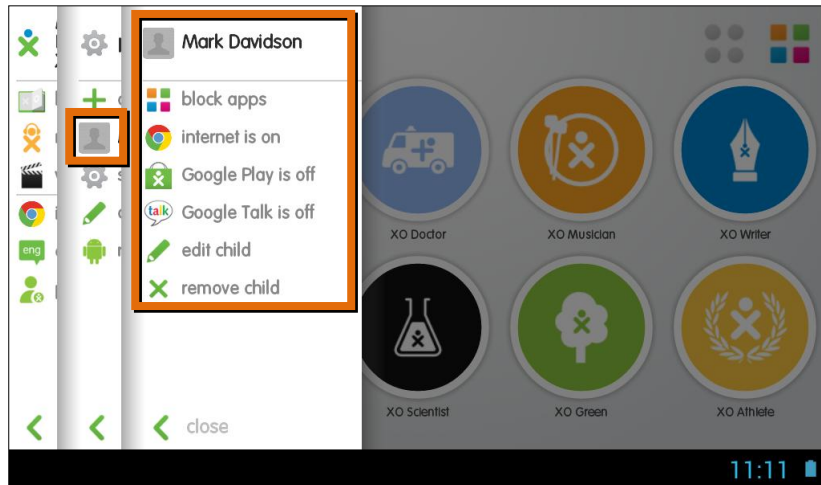 Mark Davidson
block apps
internet is on
Google Play is off
talk
Google Talk is off
eng
edit child
remove child
close
XO Doctor
XO Musician
XO Writer
XO Scientist
XO Green
XO Athlete
11:11